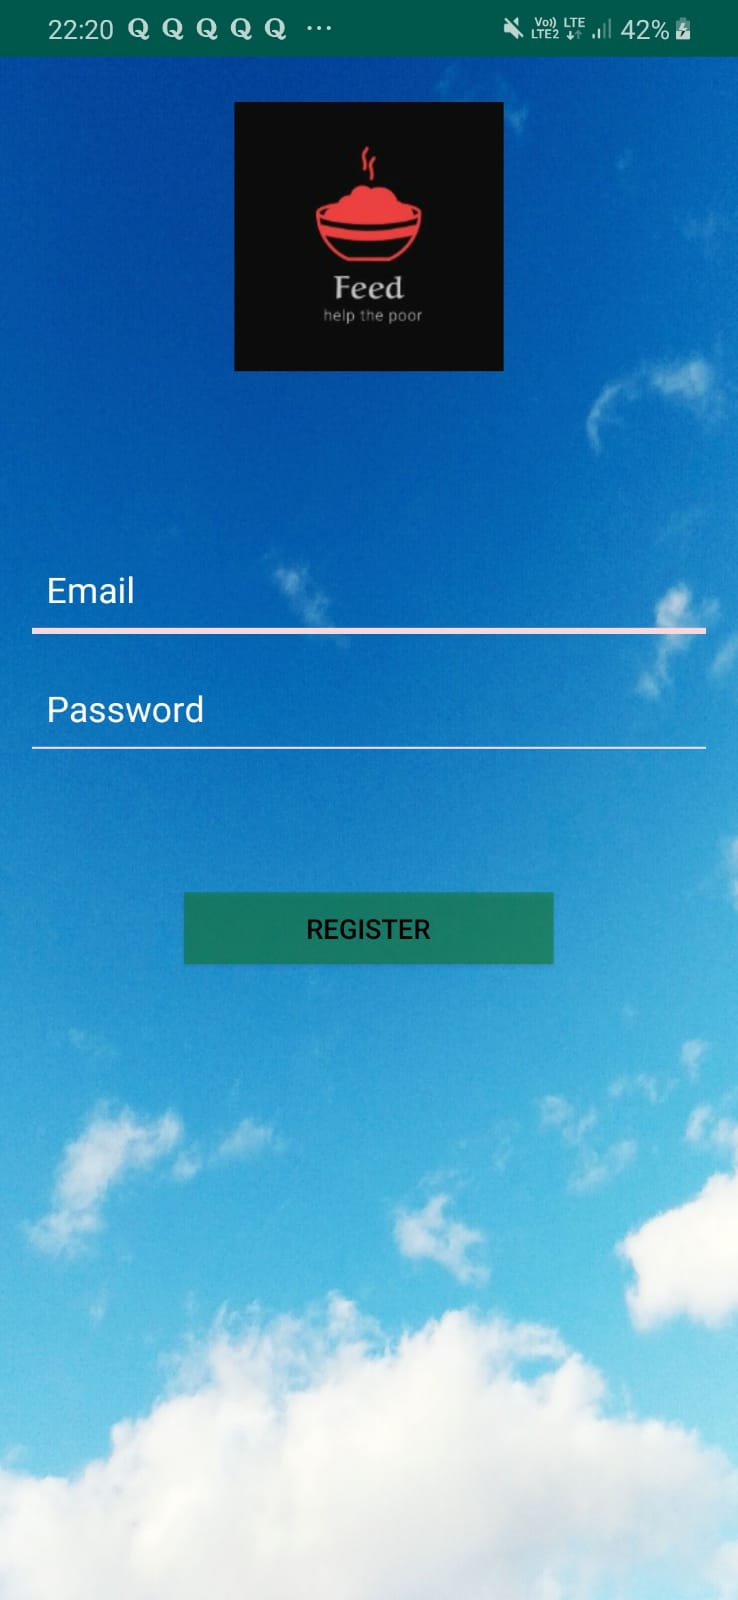 22:20 Q Q Q Q Q ... Vo)) LTE LTE2 42%
Feed
help the poor
Email
Password
REGISTER